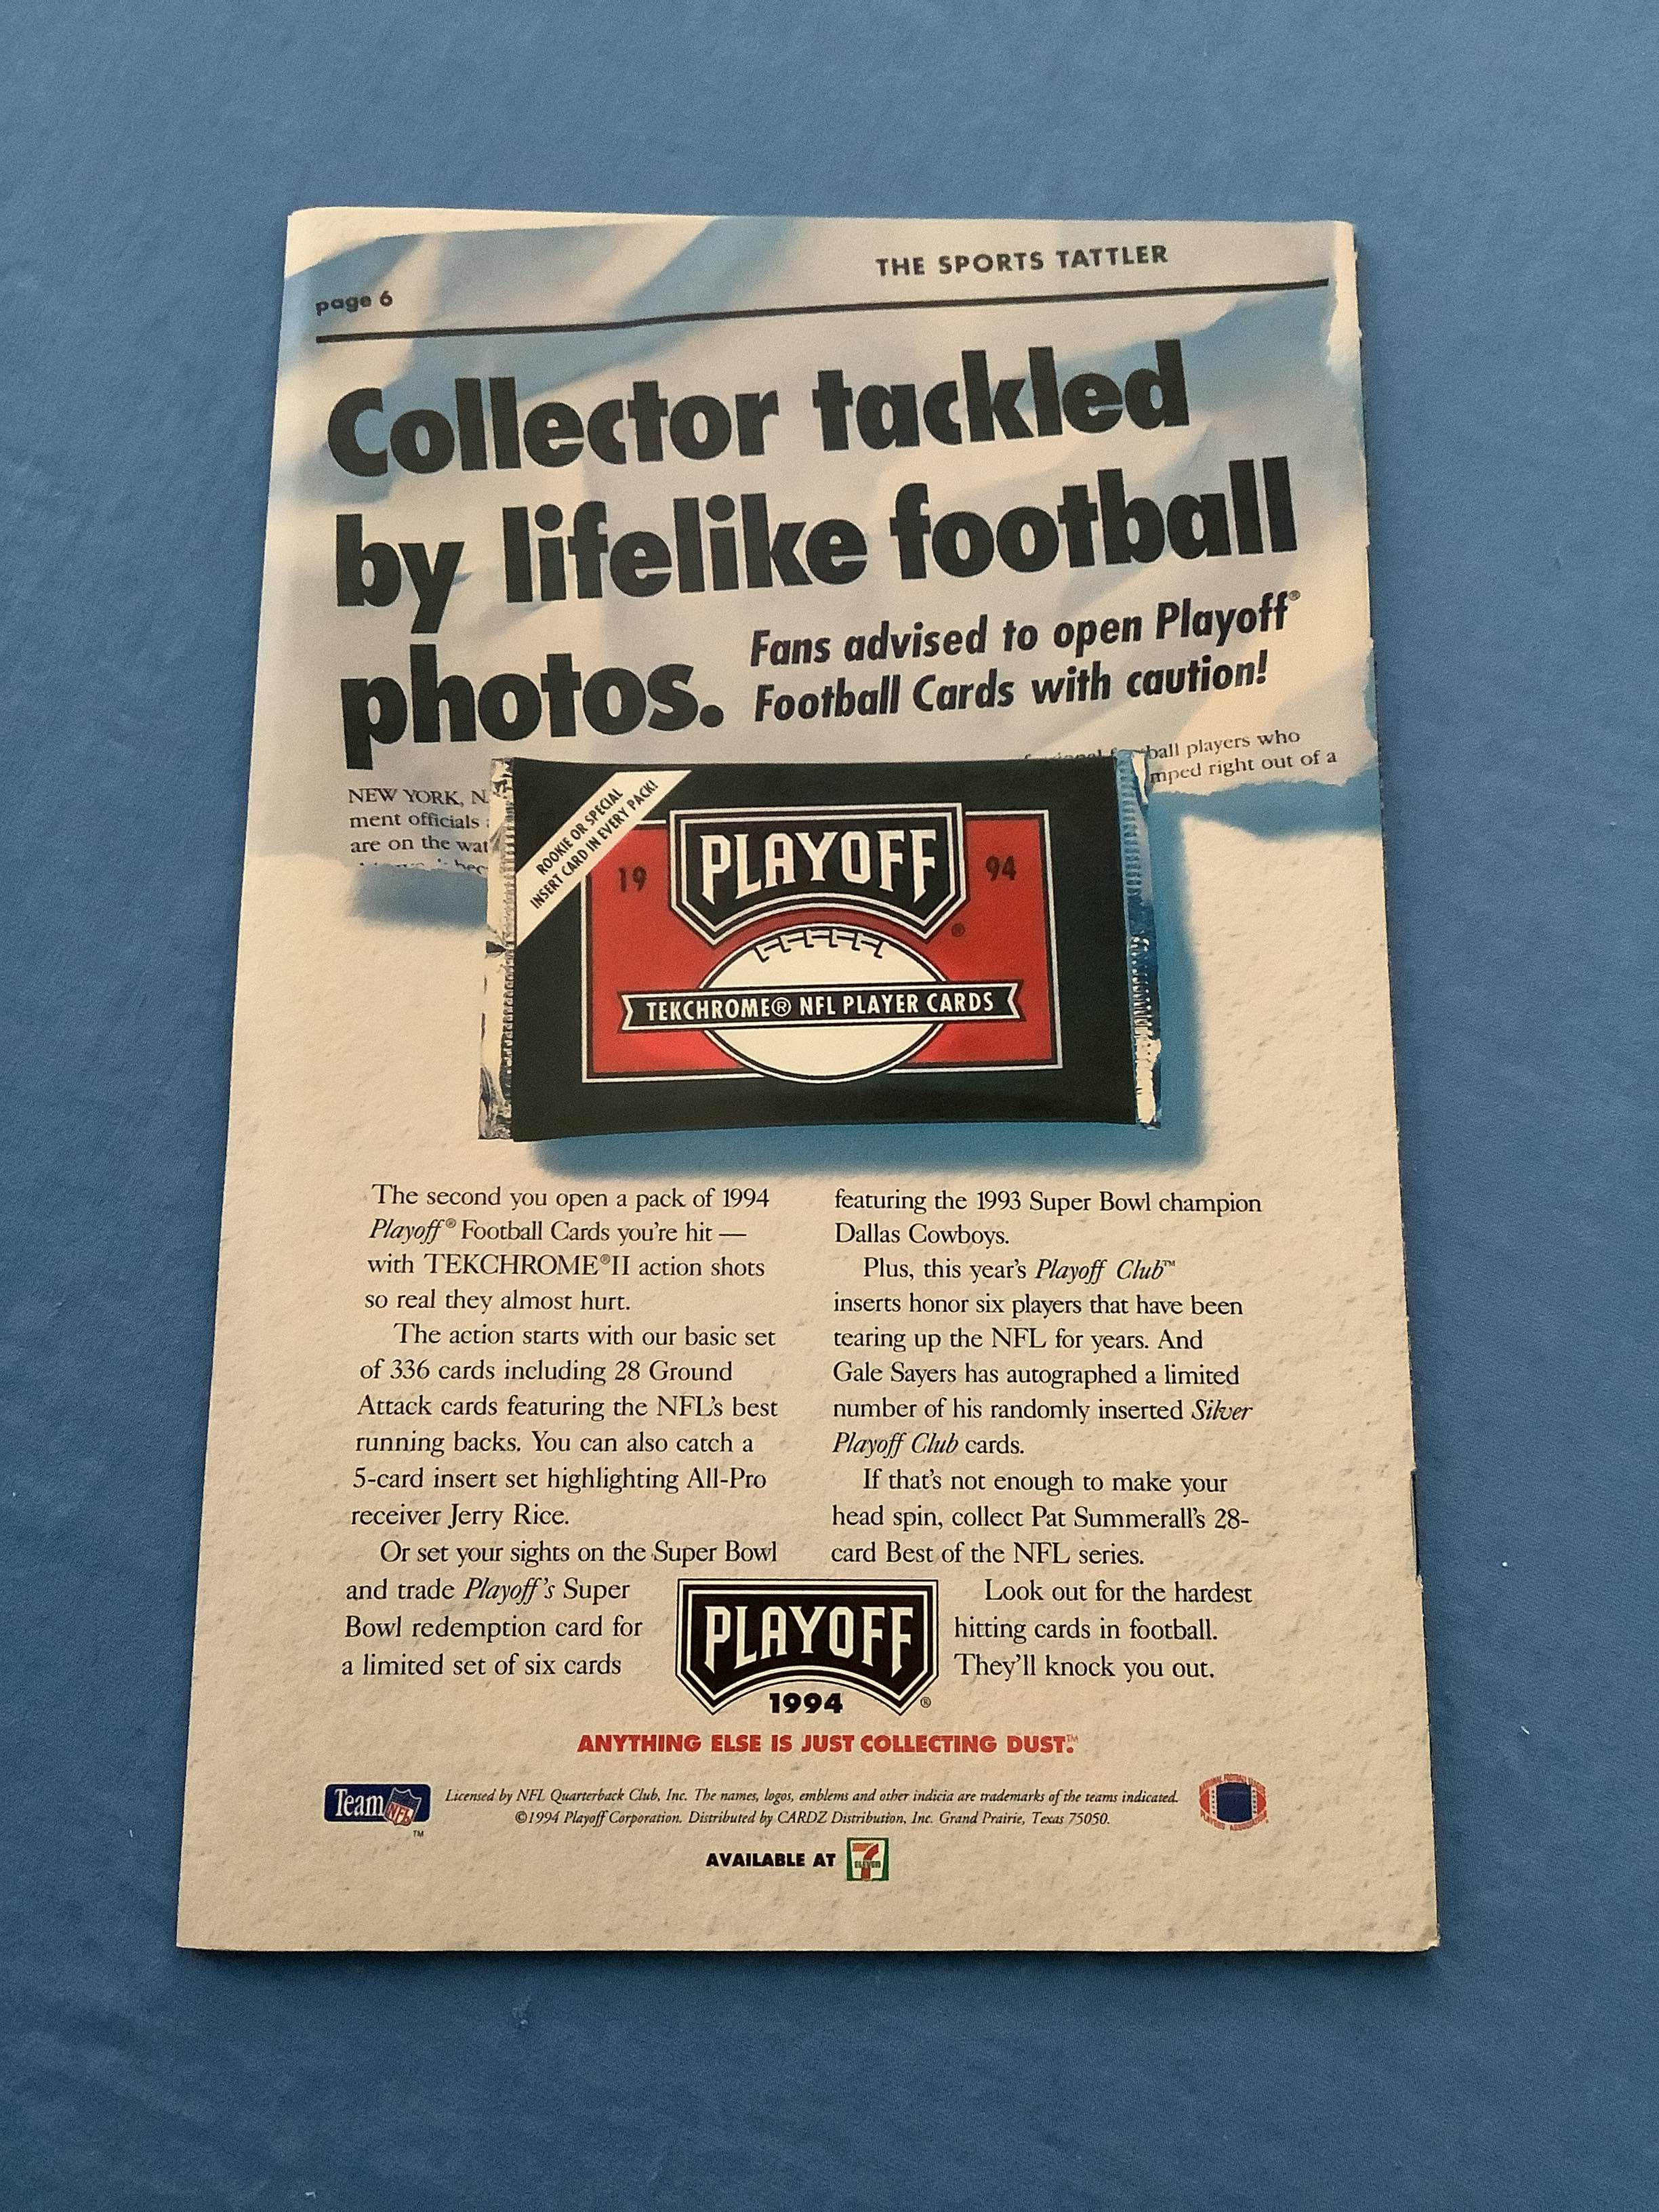 THE SPORTS TATTLER
page 6
Collector tackled
by lifelike football
photos.
Fans advised to open Playoff®
Football Cards with caution!
ball players who
mped right out of a
NEW YORK, N
ment officials
are on the wat
ROOKIE OR SPECIAL
INSERT CARD IN EVERY PACK!
19 PLAYOFF® 94
TEKCHROME® NFL PLAYER CARDS
The second you open a pack of 1994
Playoff® Football Cards you're hit —
with TEKCHROME®II action shots
so real they almost hurt.
The action starts with our basic set
of 336 cards including 28 Ground
Attack cards featuring the NFL's best
running backs. You can also catch a
5-card insert set highlighting All-Pro
receiver Jerry Rice.
Or set your sights on the Super Bowl
and trade Playoff's Super
Bowl redemption card for
a limited set of six cards
featuring the 1993 Super Bowl champion
Dallas Cowboys.
Plus, this year's Playoff Club™
inserts honor six players that have been
tearing up the NFL for years. And
Gale Sayers has autographed a limited
number of his randomly inserted Silver
Playoff Club cards.
If that's not enough to make your
head spin, collect Pat Summerall's 28-
card Best of the NFL series.
Look out for the hardest
hitting cards in football.
They'll knock you out.
PLAYOFF
1994 ®
ANYTHING ELSE IS JUST COLLECTING DUST.™
Team NFL ™
Licensed by NFL Quarterback Club, Inc. The names, logos, emblems and other indicia are trademarks of the teams indicated.
©1994 Playoff Corporation. Distributed by CARDZ Distribution, Inc. Grand Prairie, Texas 75050.
NATIONAL FOOTBALL LEAGUE
PLAYERS ASSOCIATION
AVAILABLE AT 7 ELEVEN